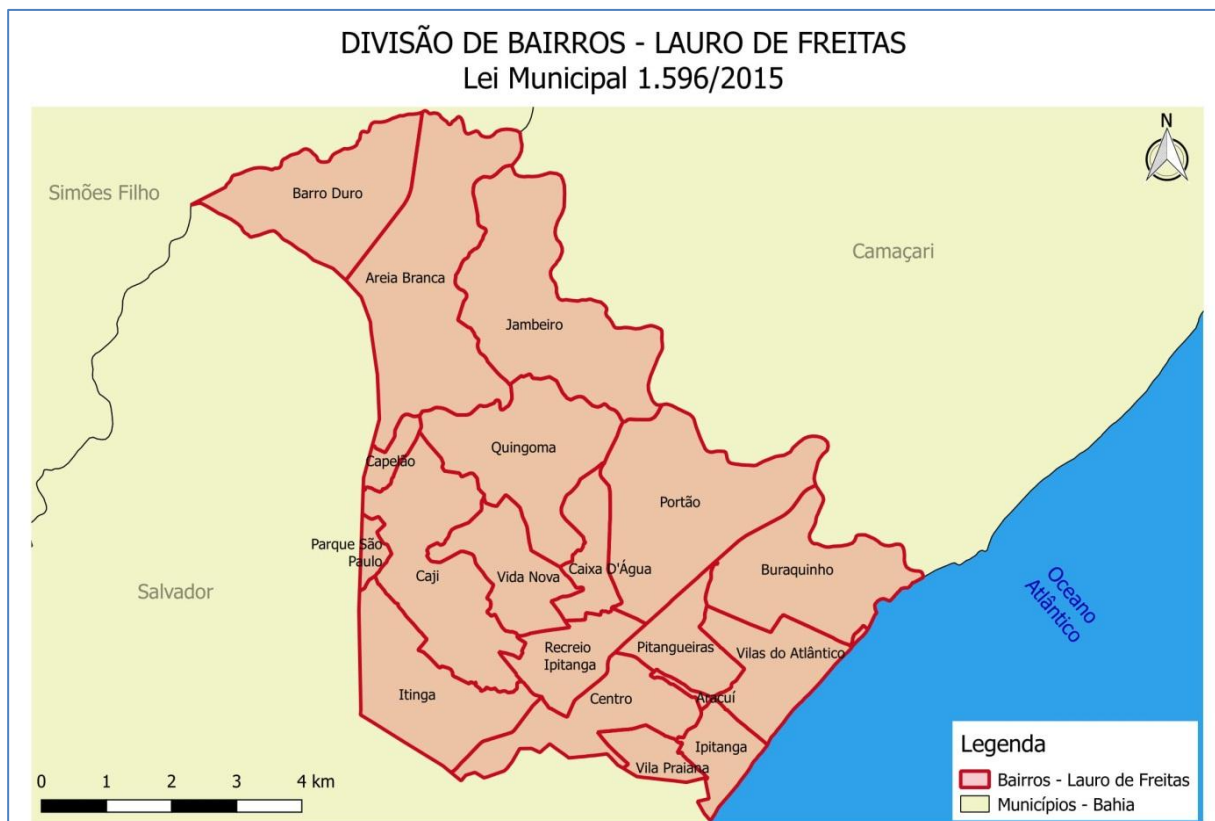 DIVISÃO DE BAIRROS - LAURO DE FREITAS
Lei Municipal 1.596/2015
N
Simões Filho
Barro Duro
Camaçari
Areia Branca
Jambeiro
Quingoma
Capelão
Portão
Parque São
Paulo
Caji
Vida Nova
Caixa D'Água
Buraquinho
Salvador
Oceano
Atlântico
Recreio
Ipitanga
Pitangueiras
Vilas do Atlântico
Itinga
Centro
Aracuí
Ipitanga
Vila Praiana
Legenda
Bairros - Lauro de Freitas
Municípios - Bahia
0 1 2 3 4 km